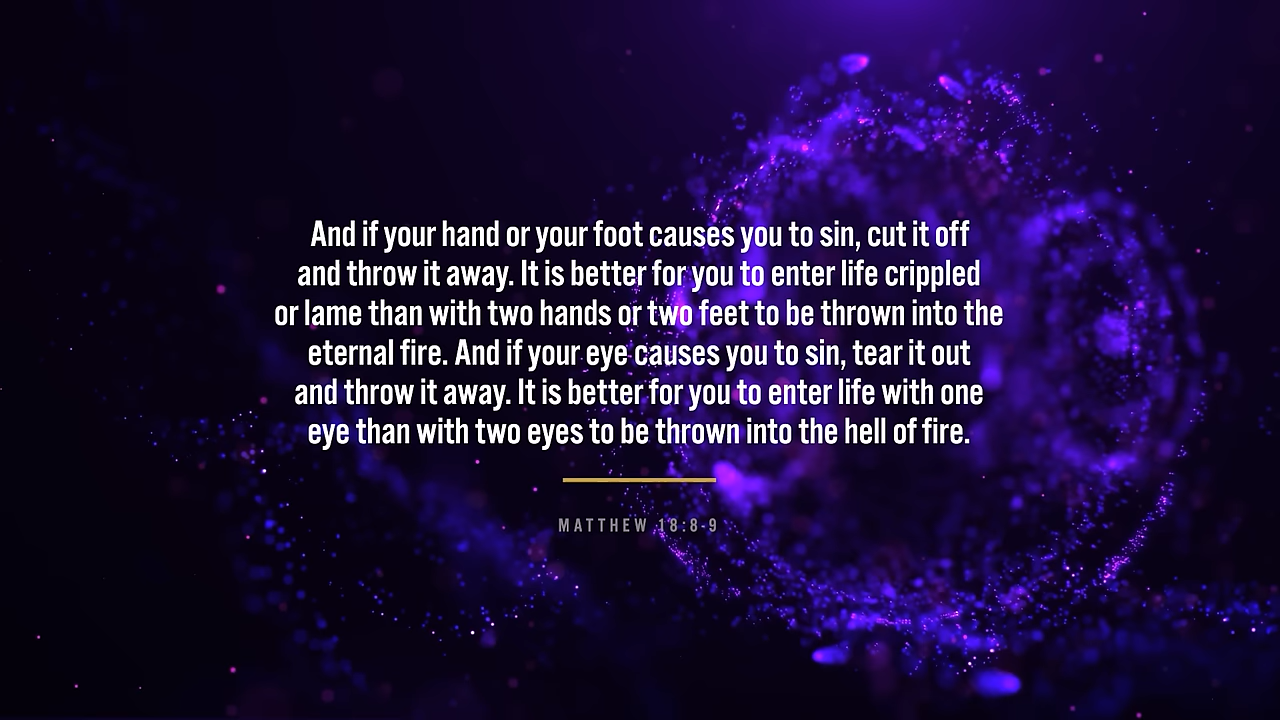 And if your hand or your foot causes you to sin, cut it off
and throw it away. It is better for you to enter life crippled
or lame than with two hands or two feet to be thrown into the
eternal fire. And if your eye causes you to sin, tear it out
and throw it away. It is better for you to enter life with one
eye than with two eyes to be thrown into the hell of fire.
MATTHEW 18:8-9